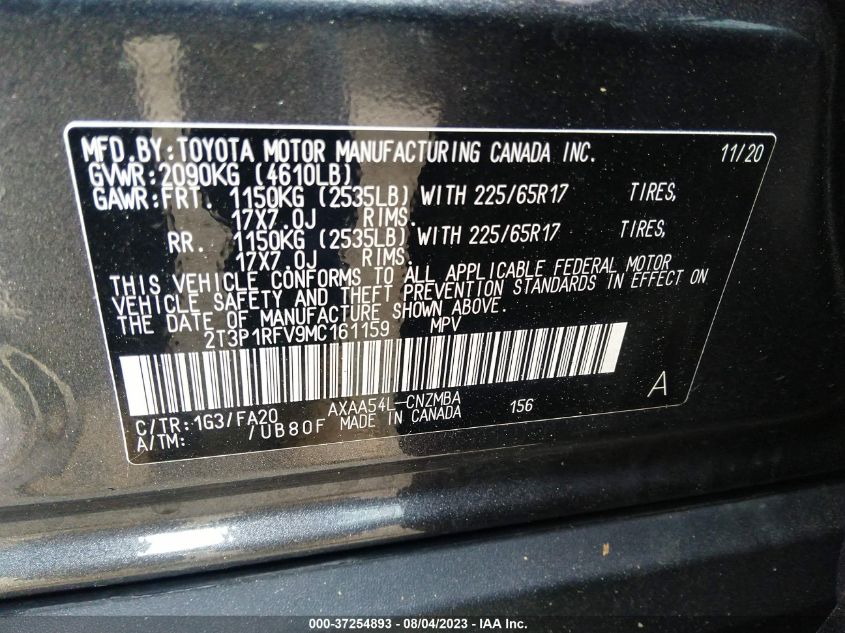 MFD.BY:TOYOTA MOTOR MANUFACTURING CANADA INC. 11/20
GVWR:2090KG (4610LB)
GAWR:FRT. 1150KG (2535LB) WITH 225/65R17 TIRES,
17X7.0J RIMS.
RR. 1150KG (2535LB) WITH 225/65R17 TIRES,
17X7.0J RIMS.
THIS VEHICLE CONFORMS TO ALL APPLICABLE FEDERAL MOTOR
VEHICLE SAFETY AND THEFT PREVENTION STANDARDS IN EFFECT ON
THE DATE OF MANUFACTURE SHOWN ABOVE.
2T3P1RFV9MC161159 MPV
A
C/TR:1G3/FA20 AXAA54L-CNZMBA 156
A/TM: /UB80F MADE IN CANADA
000-37254893 - 08/04/2023 - IAA Inc.